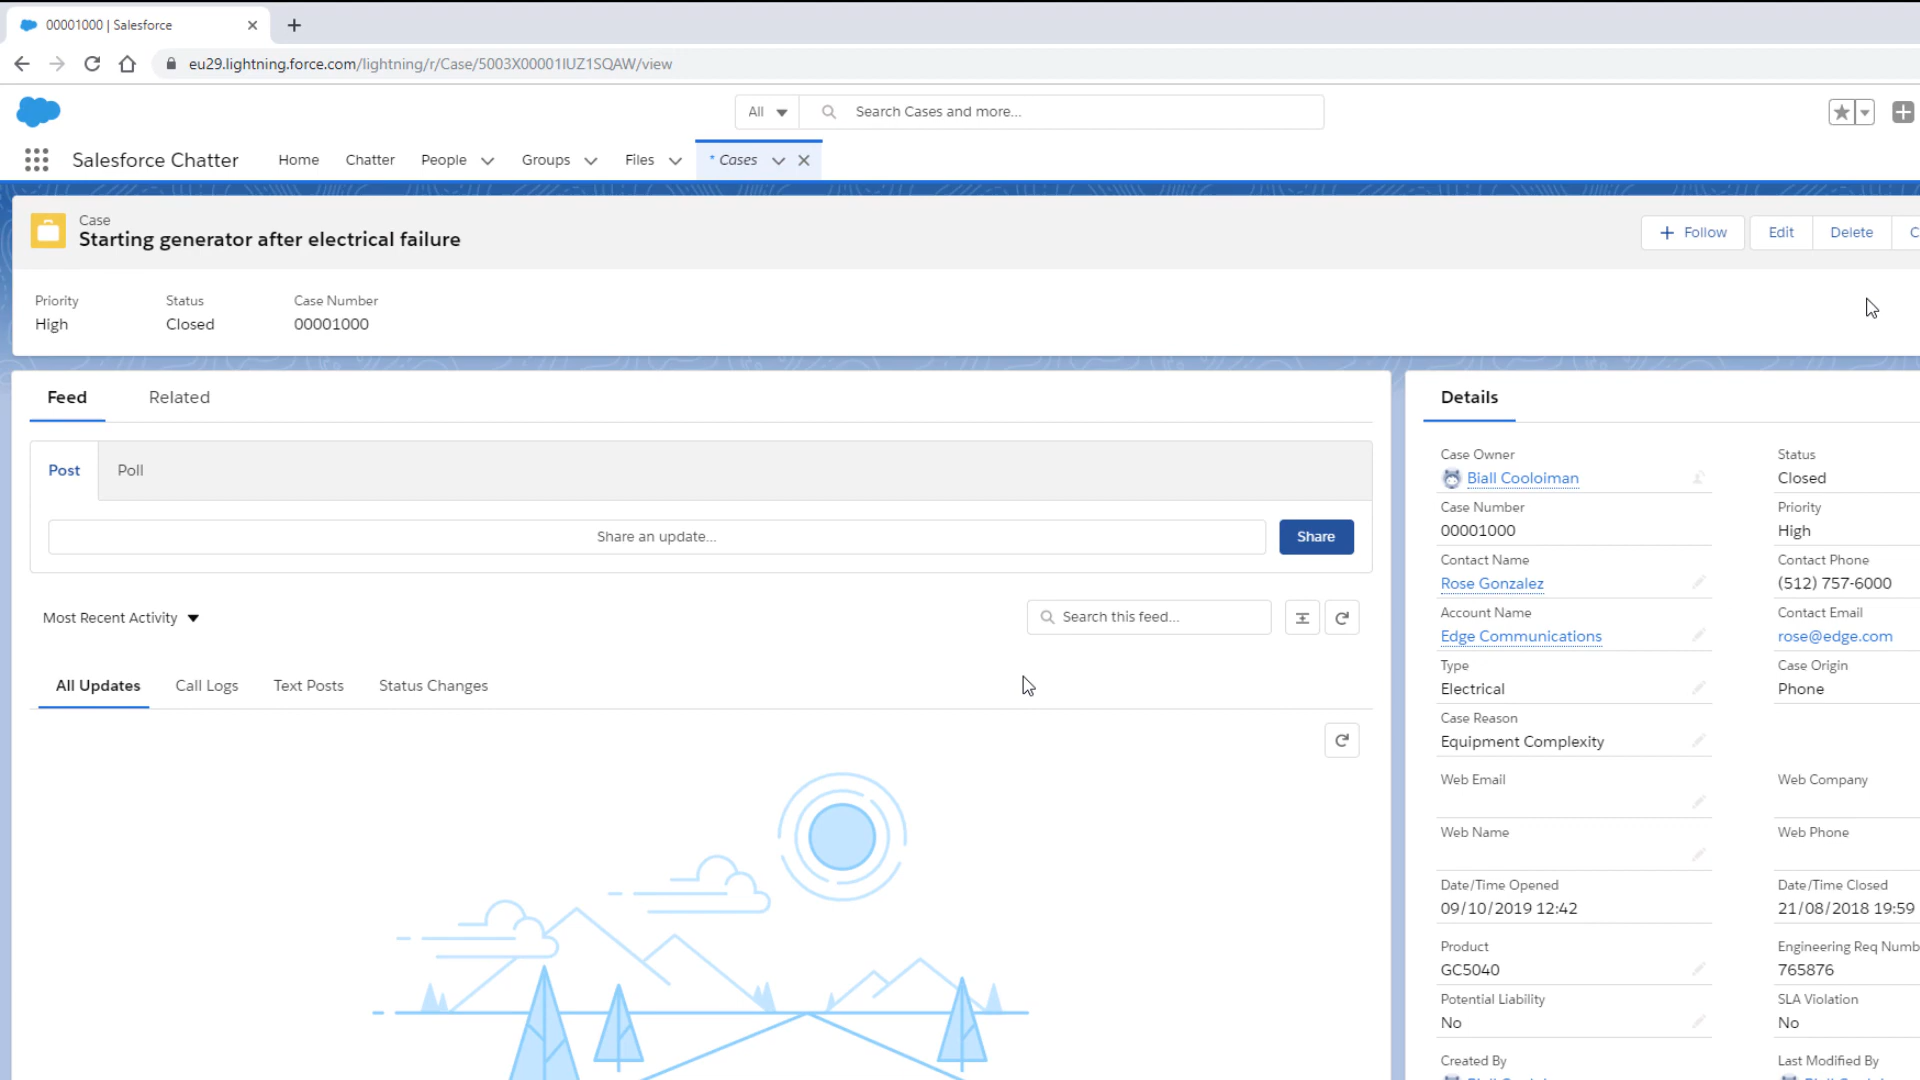 00001000 | Salesforce
eu29.lightning.force.com/lightning/r/Case/5003X00001IUZ1SQAW/view
All
Search Cases and more...
Salesforce Chatter
Home
Chatter
People
Groups
Files
* Cases
Case
Starting generator after electrical failure
Follow
Edit
Delete
C
Priority
Status
Case Number
High
Closed
00001000
Feed
Related
Post
Poll
Share an update...
Share
Most Recent Activity
Search this feed...
All Updates
Call Logs
Text Posts
Status Changes
Details
Case Owner
Status
Biall Cooloiman
Closed
Case Number
Priority
00001000
High
Contact Name
Contact Phone
Rose Gonzalez
(512) 757-6000
Account Name
Contact Email
Edge Communications
rose@edge.com
Type
Case Origin
Electrical
Phone
Case Reason
Equipment Complexity
Web Email
Web Company
Web Name
Web Phone
Date/Time Opened
Date/Time Closed
09/10/2019 12:42
21/08/2018 19:59
Product
Engineering Req Numb
GC5040
765876
Potential Liability
SLA Violation
No
No
Created By
Last Modified By